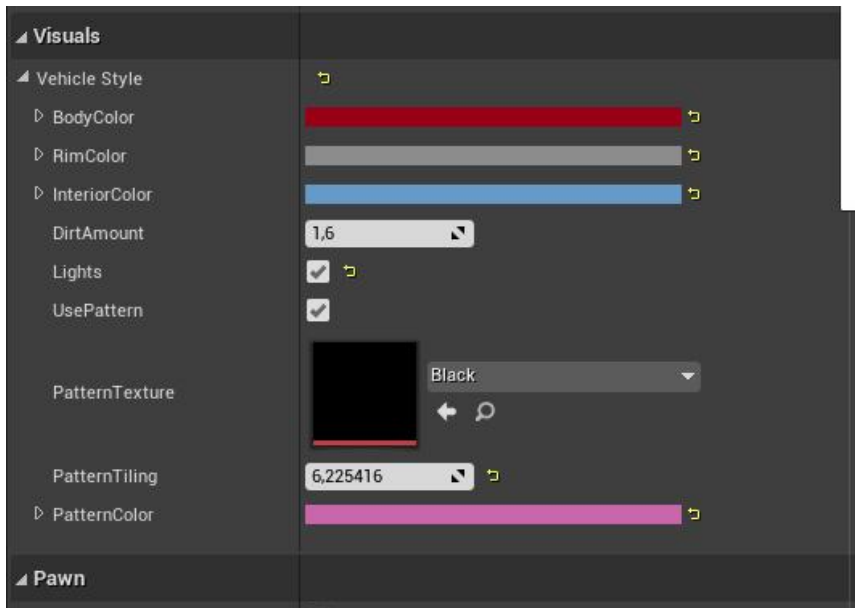 Visuals
Vehicle Style
BodyColor
RimColor
InteriorColor
DirtAmount 1,6
Lights
UsePattern
PatternTexture Black
PatternTiling 6,225416
PatternColor
Pawn